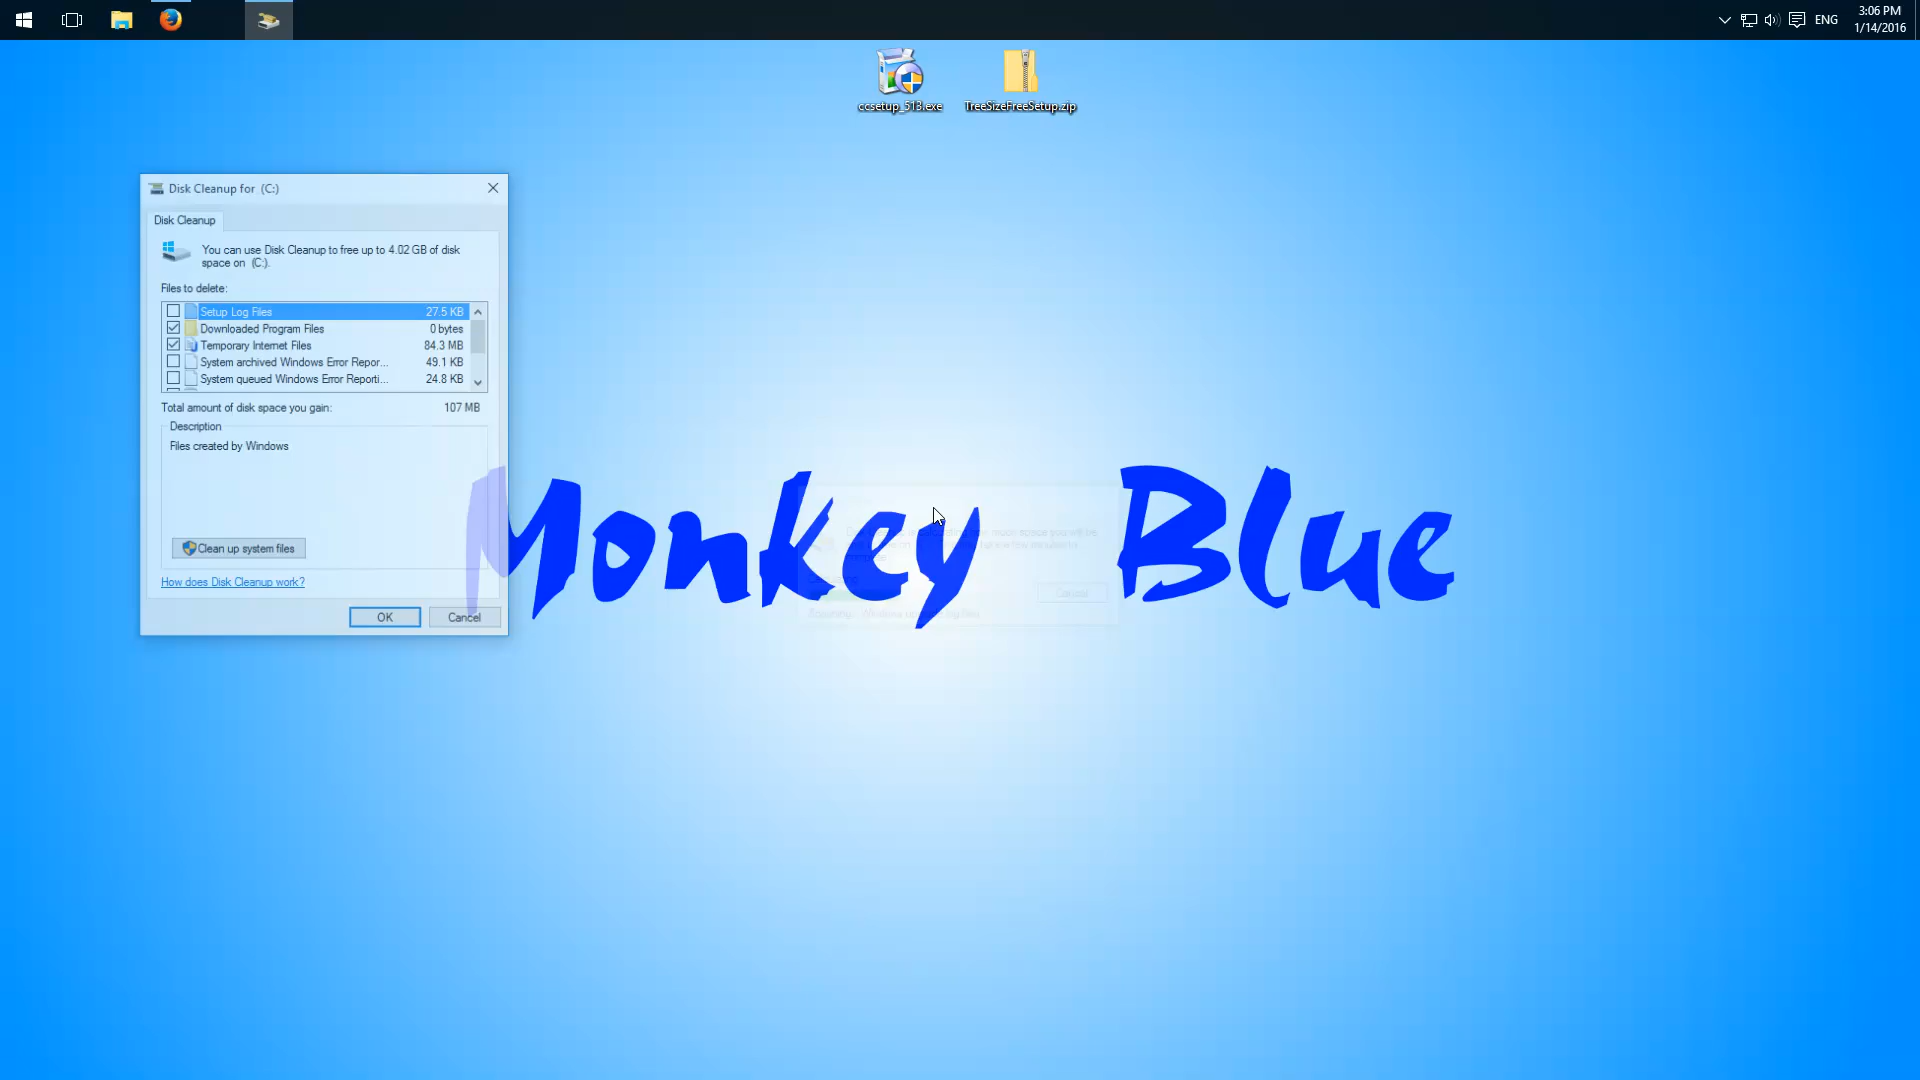 ENG
3:06 PM
1/14/2016
ccsetup_513.exe
TreeSizeFreeSetup.zip
Disk Cleanup for (C:)
Disk Cleanup
You can use Disk Cleanup to free up to 4.02 GB of disk
space on (C:).
Files to delete:
Setup Log Files 27.5 KB
Downloaded Program Files 0 bytes
Temporary Internet Files 84.3 MB
System archived Windows Error Repor... 49.1 KB
System queued Windows Error Reporti... 24.8 KB
Total amount of disk space you gain: 107 MB
Description
Files created by Windows
Clean up system files
How does Disk Cleanup work?
OK Cancel
Monkey Blue